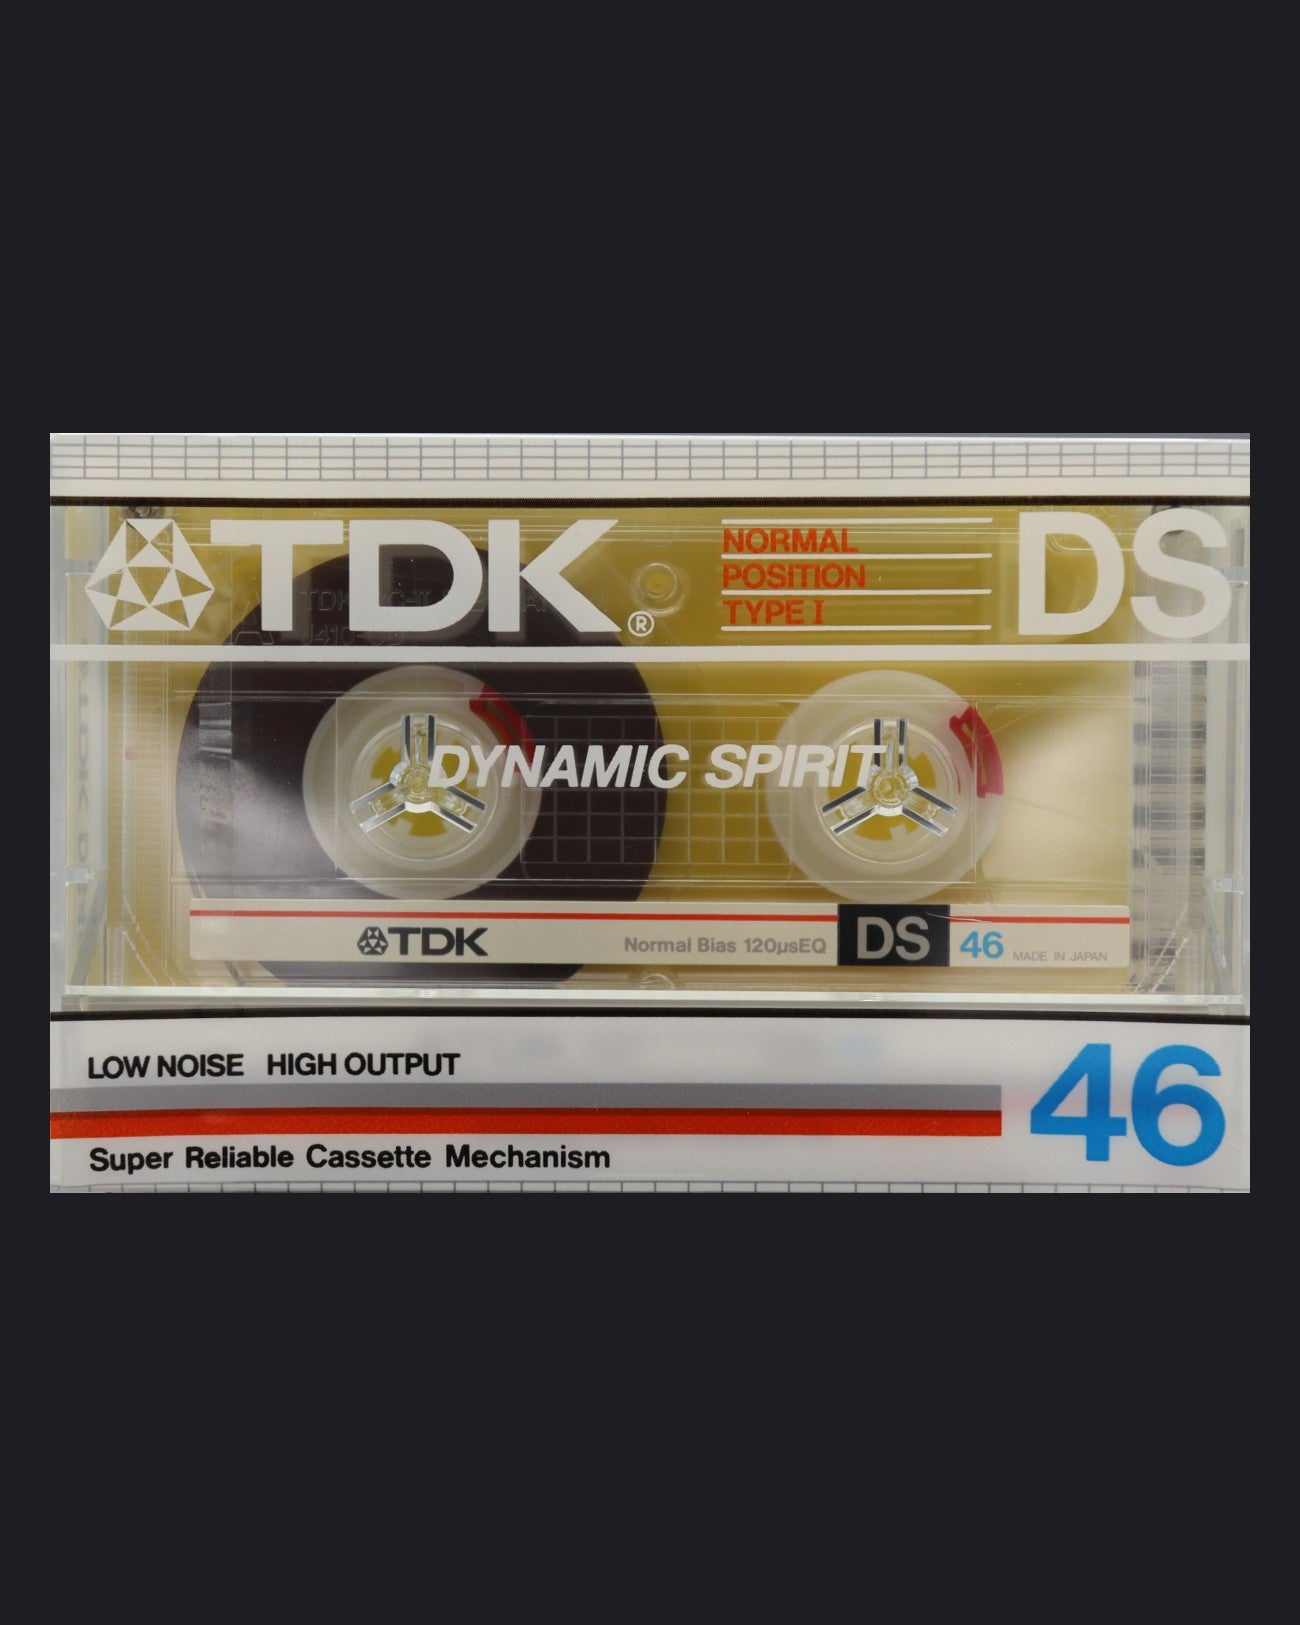 TDK® NORMAL POSITION TYPE I DS
DYNAMIC SPIRIT
TDK Normal Bias 120µsEQ DS 46 MADE IN JAPAN
LOW NOISE HIGH OUTPUT
46
Super Reliable Cassette Mechanism